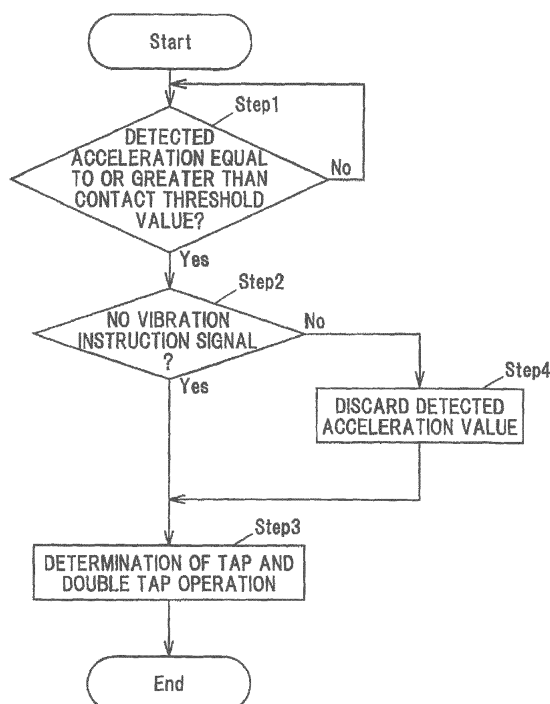 Start
Step1
DETECTED
ACCELERATION EQUAL
TO OR GREATER THAN
CONTACT THRESHOLD
VALUE?
No
Yes
Step2
NO VIBRATION
INSTRUCTION SIGNAL
?
No
Yes
Step4
DISCARD DETECTED
ACCELERATION VALUE
Step3
DETERMINATION OF TAP AND
DOUBLE TAP OPERATION
End